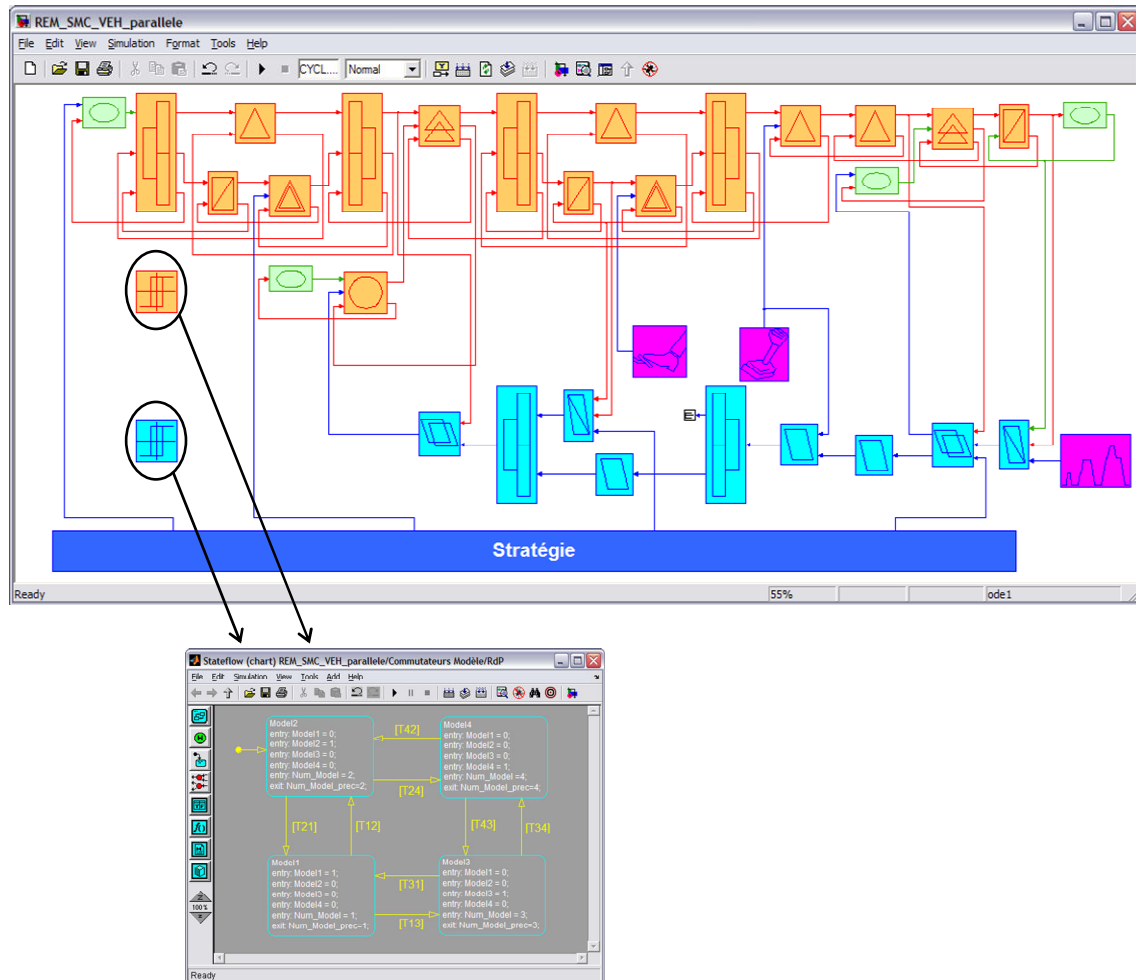 REM_SMC_VEH_parallele
File Edit View Simulation Format Tools Help
CYCL.... Normal
Stratégie
Ready 55% ode1
Stateflow (chart) REM_SMC_VEH_parallele/Commutateurs Modèle/RdP
File Edit Simulation View Tools Add Help
Model2
entry: Model1 = 0;
entry: Model2 = 1;
entry: Model3 = 0;
entry: Model4 = 0;
entry: Num_Model = 2;
exit: Num_Model_prec=2;
[T42]
[T24]
Model4
entry: Model1 = 0;
entry: Model2 = 0;
entry: Model3 = 0;
entry: Model4 = 1;
entry: Num_Model =4;
exit: Num_Model_prec=4;
[T21]
[T12]
[T43]
[T34]
Model1
entry: Model1 = 1;
entry: Model2 = 0;
entry: Model3 = 0;
entry: Model4 = 0;
entry: Num_Model = 1;
exit: Num_Model_prec=1;
[T31]
[T13]
Model3
entry: Model1 = 0;
entry: Model2 = 0;
entry: Model3 = 1;
entry: Model4 = 0;
entry: Num_Model = 3;
exit: Num_Model_prec=3;
100%
Ready